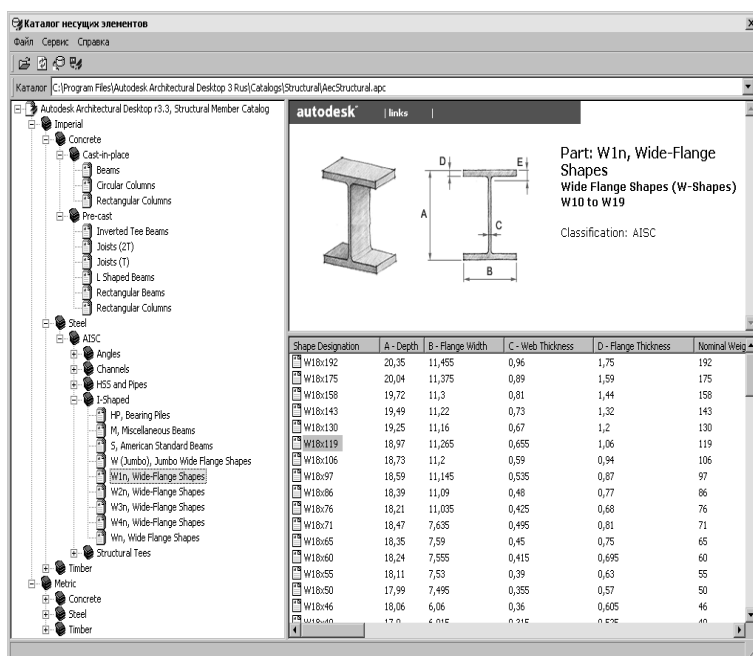 Каталог несущих элементов
Файл Сервис Справка
Каталог C:\Program Files\Autodesk Architectural Desktop 3 Rus\Catalogs\Structural\AecStructural.apc
Autodesk Architectural Desktop r3.3, Structural Member Catalog
Imperial
Concrete
Cast-in-place
Beams
Circular Columns
Rectangular Columns
Pre-cast
Inverted Tee Beams
Joists (2T)
Joists (T)
L Shaped Beams
Rectangular Beams
Rectangular Columns
Steel
AISC
Angles
Channels
HSS and Pipes
I-Shaped
HP, Bearing Piles
M, Miscellaneous Beams
S, American Standard Beams
W (Jumbo), Jumbo Wide Flange Shapes
W1n, Wide-Flange Shapes
W2n, Wide-Flange Shapes
W3n, Wide-Flange Shapes
W4n, Wide-Flange Shapes
Wn, Wide Flange Shapes
Structural Tees
Timber
Metric
Concrete
Steel
Timber
autodesk | links |
D E
A
C
B
Part: W1n, Wide-Flange
Shapes
Wide Flange Shapes (W-Shapes)
W10 to W19
Classification: AISC
Shape Designation A - Depth B - Flange Width C - Web Thickness D - Flange Thickness Nominal Weig
W18x192 20,35 11,455 0,96 1,75 192
W18x175 20,04 11,375 0,89 1,59 175
W18x158 19,72 11,3 0,81 1,44 158
W18x143 19,49 11,22 0,73 1,32 143
W18x130 19,25 11,16 0,67 1,2 130
W18x119 18,97 11,265 0,655 1,06 119
W18x106 18,73 11,2 0,59 0,94 106
W18x97 18,59 11,145 0,535 0,87 97
W18x86 18,39 11,09 0,48 0,77 86
W18x76 18,21 11,035 0,425 0,68 76
W18x71 18,47 7,635 0,495 0,81 71
W18x65 18,35 7,59 0,45 0,75 65
W18x60 18,24 7,555 0,415 0,695 60
W18x55 18,11 7,53 0,39 0,63 55
W18x50 17,99 7,495 0,355 0,57 50
W18x46 18,06 6,06 0,36 0,605 46
W18x40 17,9 6,015 0,315 0,525 40